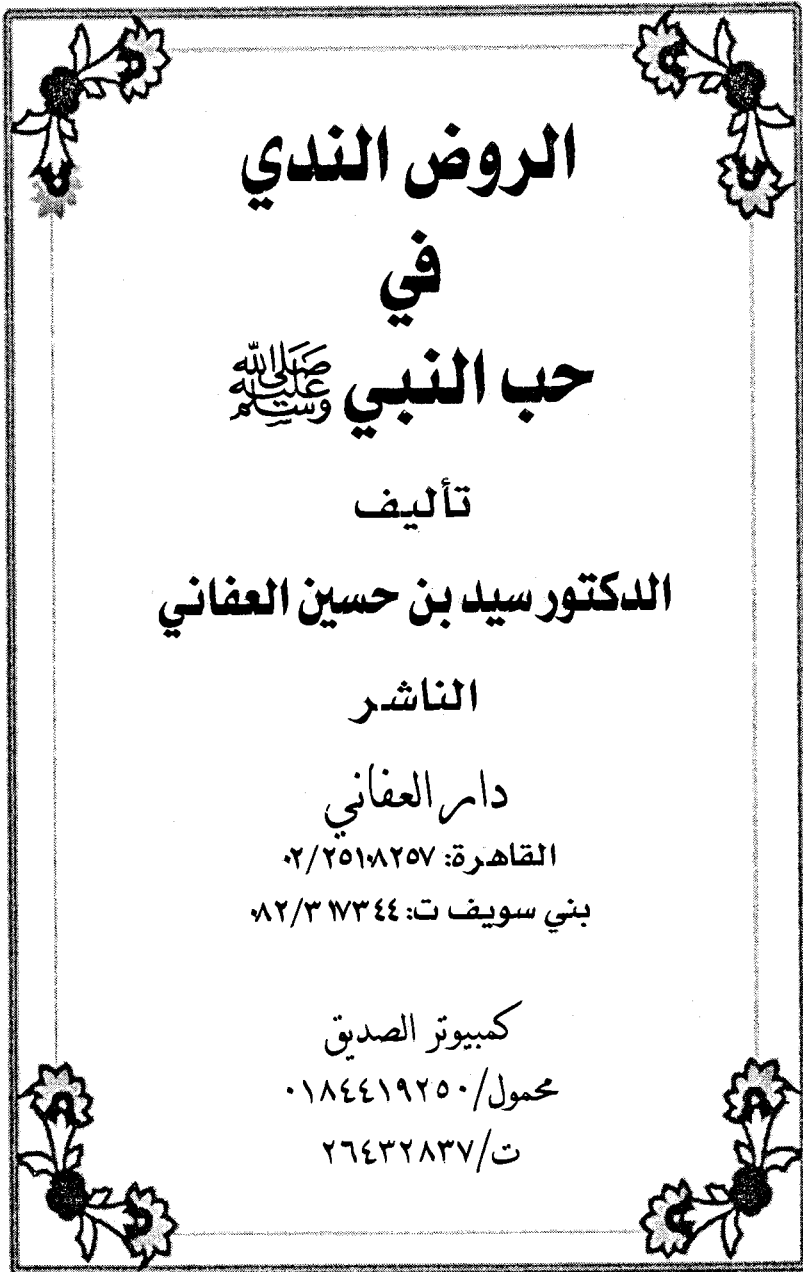 الروض الندي
في
حب النبي ﷺ
تأليف
الدكتور سيد بن حسين العفاني
الناشر
دار العفاني
القاهرة: ٠٢/٢٥١٠٨٢٥٧
بني سويف ت: ٠٨٢/٣١٧٣٤٤
كمبيوتر الصديق
محمول/٠١٨٤٤١٩٢٥٠
ت/٢٦٤٣٢٨٣٧